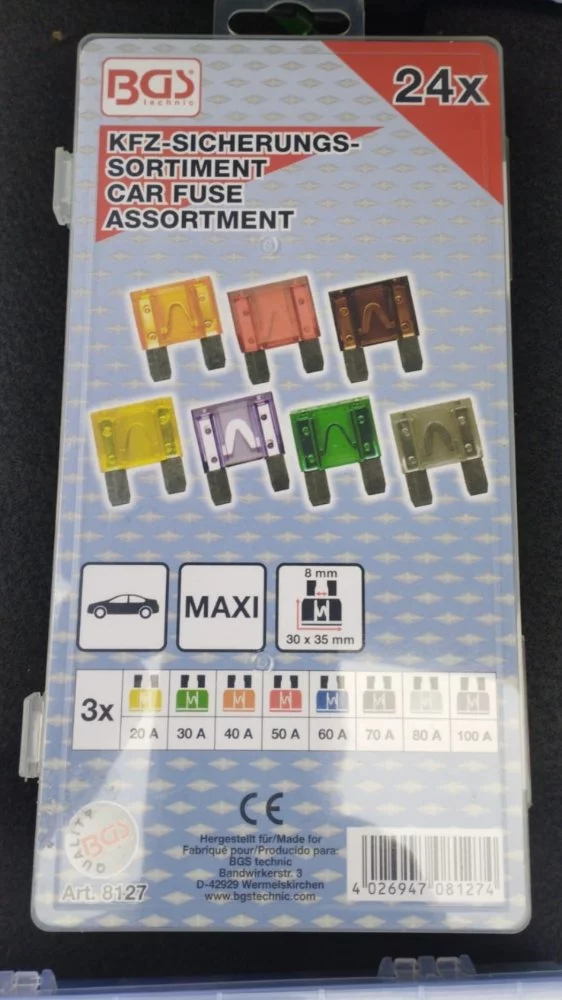 BGS
technic
24x
KFZ-SICHERUNGS-
SORTIMENT
CAR FUSE
ASSORTMENT
MAXI
8 mm
30 x 35 mm
3x
20 A 30 A 40 A 50 A 60 A 70 A 80 A 100 A
CE
QUALITÄT
BGS
Art. 8127
Hergestellt für/Made for
Fabriqué pour/Producido para:
BGS technic
Bandwirkerstr. 3
D-42929 Wermelskirchen
www.bgstechnic.com
4 026947 081274